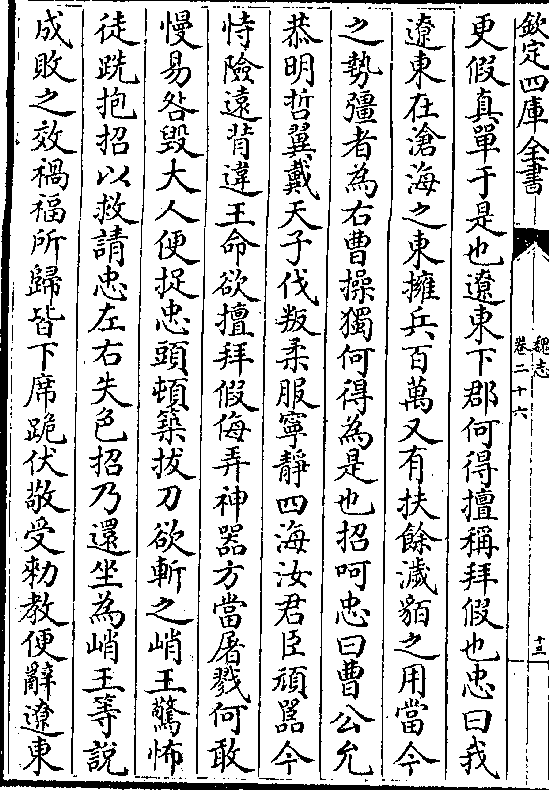 欽定四庫全書
魏志
卷二十六
十三
更假真單于是也遼東下郡何得擅稱拜假也忠曰我
遼東在滄海之東擁兵百萬又有扶餘濊貊之用當今
之勢彊者為右曹操獨何得為是也招呵忠曰曹公允
恭明哲翼戴天子伐叛柔服寧靜四海汝君臣頑嚚今
恃險遠背違王命欲擅拜假侮弄神器方當屠戮何敢
慢易咎毀大人便捉忠頭頓築拔刀欲斬之峭王驚怖
徒跣抱招以救請忠左右失色招乃還坐為峭王等說
成敗之效禍福所歸皆下席跪伏敬受勑教便辭遼東